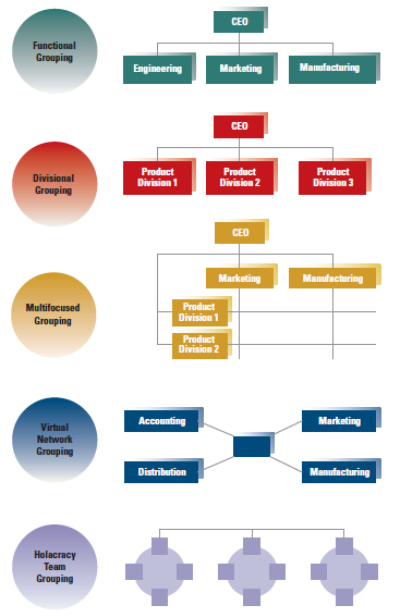 Functional
Grouping
CEO
Engineering
Marketing
Manufacturing
Divisional
Grouping
CEO
Product
Division 1
Product
Division 2
Product
Division 3
Multifocused
Grouping
CEO
Marketing
Manufacturing
Product
Division 1
Product
Division 2
Virtual
Network
Grouping
Accounting
Marketing
Distribution
Manufacturing
Holacracy
Team
Grouping